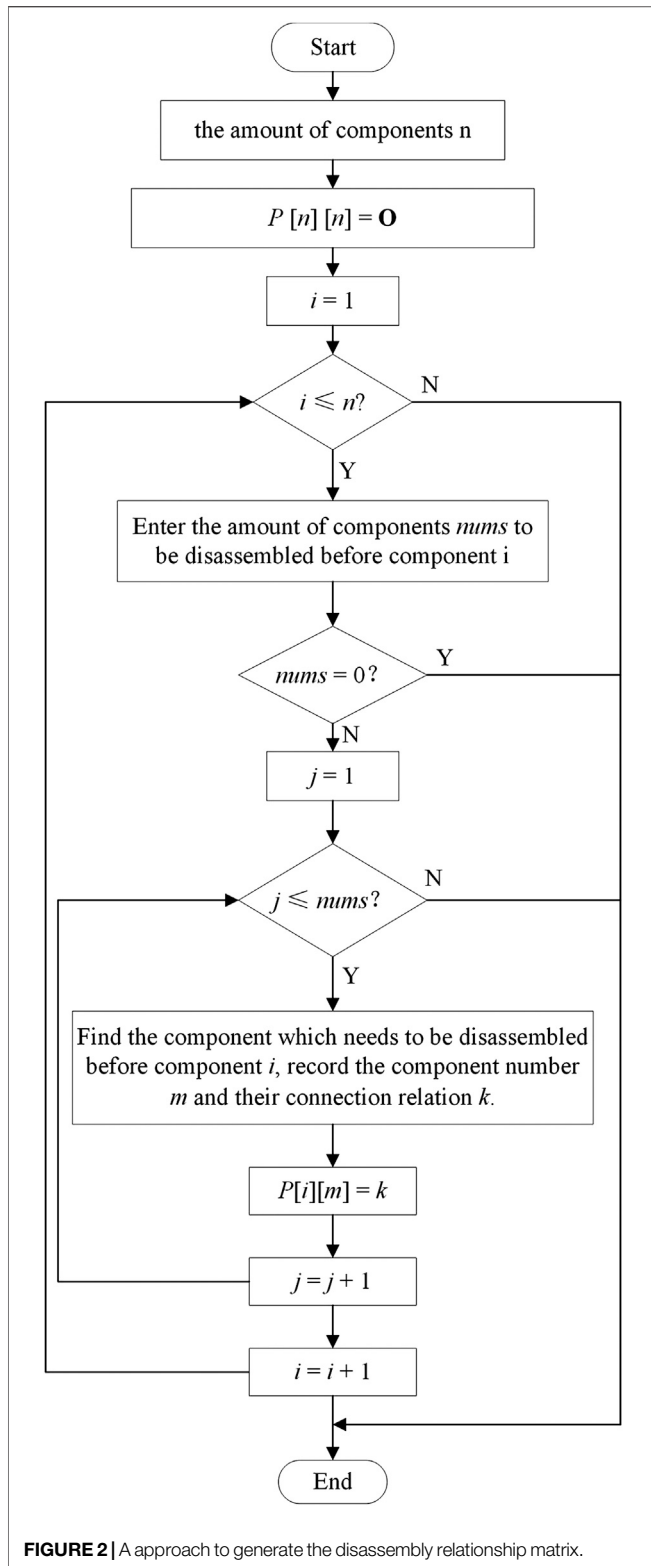 Start
the amount of components n
P [n] [n] = O
i = 1
i ⩽ n?
N
Y
Enter the amount of components nums to
be disassembled before component i
nums = 0?
Y
N
j = 1
j ⩽ nums?
N
Y
Find the component which needs to be disassembled
before component i, record the component number
m and their connection relation k.
P[i][m] = k
j = j + 1
i = i + 1
End
FIGURE 2 | A approach to generate the disassembly relationship matrix.